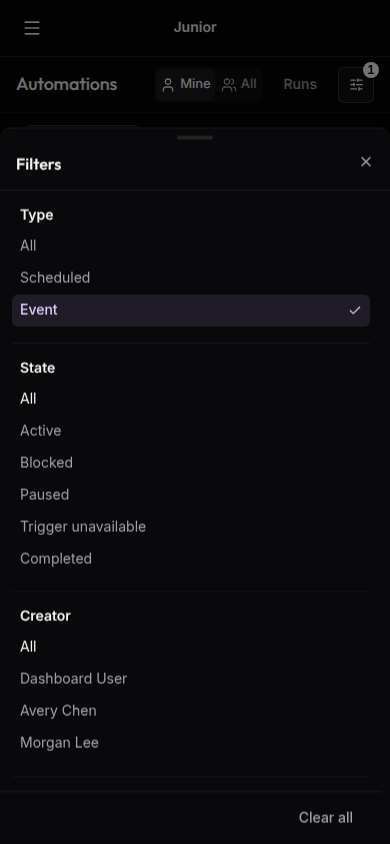 Junior
Automations
Mine
All
Runs
1
Filters
Type
All
Scheduled
Event
State
All
Active
Blocked
Paused
Trigger unavailable
Completed
Creator
All
Dashboard User
Avery Chen
Morgan Lee
Clear all